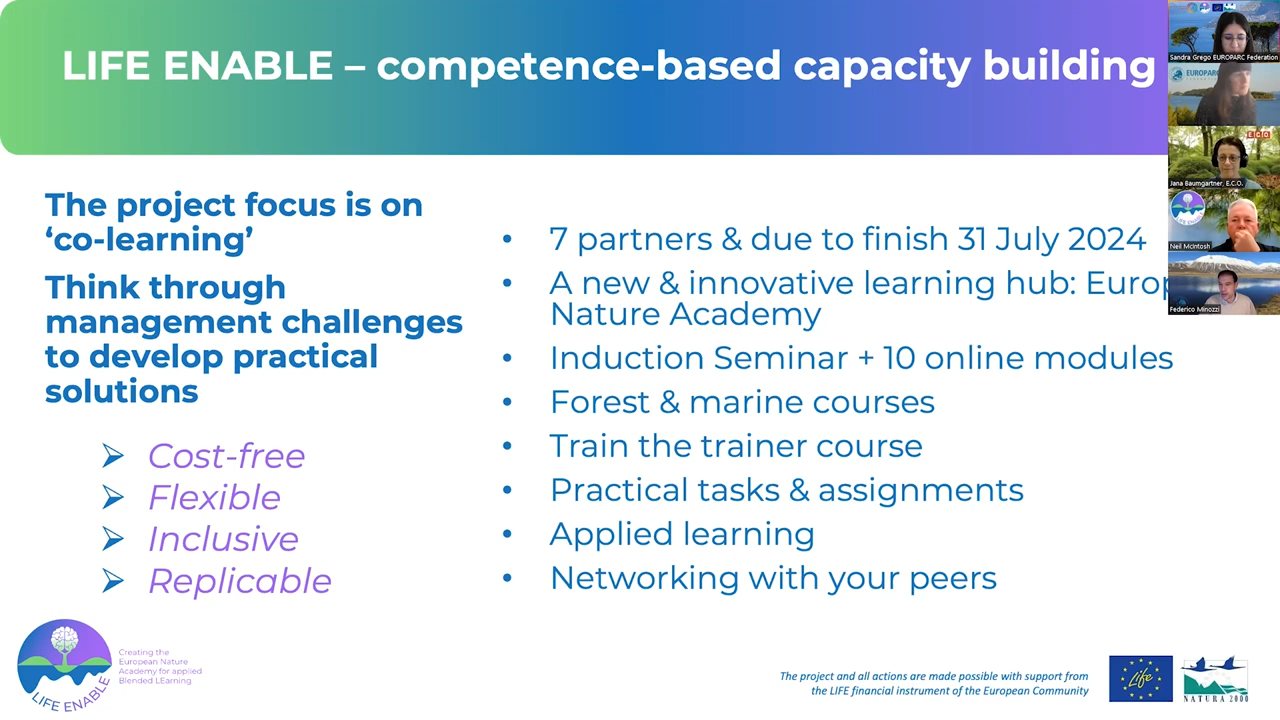 LIFE ENABLE – competence-based capacity building
The project focus is on
‘co-learning’
Think through
management challenges
to develop practical
solutions
➢ Cost-free
➢ Flexible
➢ Inclusive
➢ Replicable
• 7 partners & due to finish 31 July 2024
• A new & innovative learning hub: Europ
Nature Academy
• Induction Seminar + 10 online modules
• Forest & marine courses
• Train the trainer course
• Practical tasks & assignments
• Applied learning
• Networking with your peers
Sandra Grego EUROPARC Federation
EUROPARC
E.C.O.
Jana Baumgartner, E.C.O.
LIFE ENABLE
Neil McIntosh
Federico Minozzi
LIFE ENABLE
Creating the
European Nature
Academy for applied
Blended LEarning
The project and all actions are made possible with support from
the LIFE financial instrument of the European Community
Life
NATURA 2000